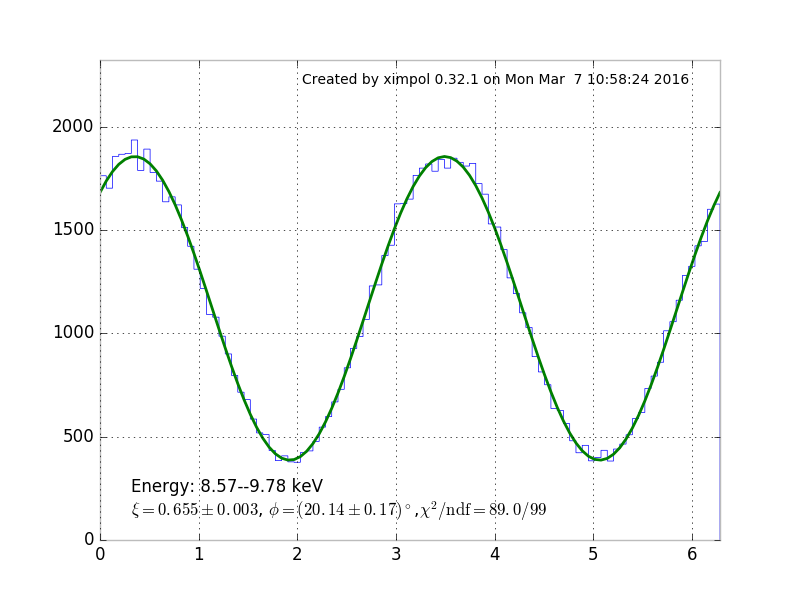 Created by ximpol 0.32.1 on Mon Mar  7 10:58:24 2016
2000
1500
1000
500
0
Energy: 8.57--9.78 keV
ξ = 0.655 ± 0.003, ϕ = (20.14 ± 0.17)°, χ²/ndf = 89.0/99
0 1 2 3 4 5 6